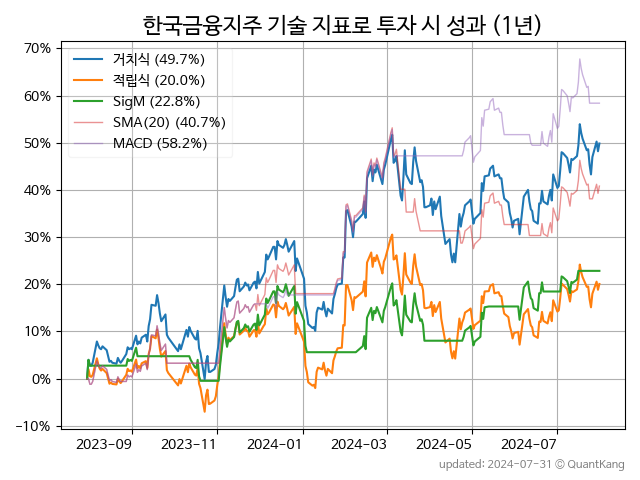 한국금융지주 기술 지표로 투자 시 성과 (1년)
70%
60%
50%
40%
30%
20%
10%
0%
−10%
거치식 (49.7%)
적립식 (20.0%)
SigM (22.8%)
SMA(20) (40.7%)
MACD (58.2%)
2023-09 2023-11 2024-01 2024-03 2024-05 2024-07
updated: 2024-07-31 © QuantKang